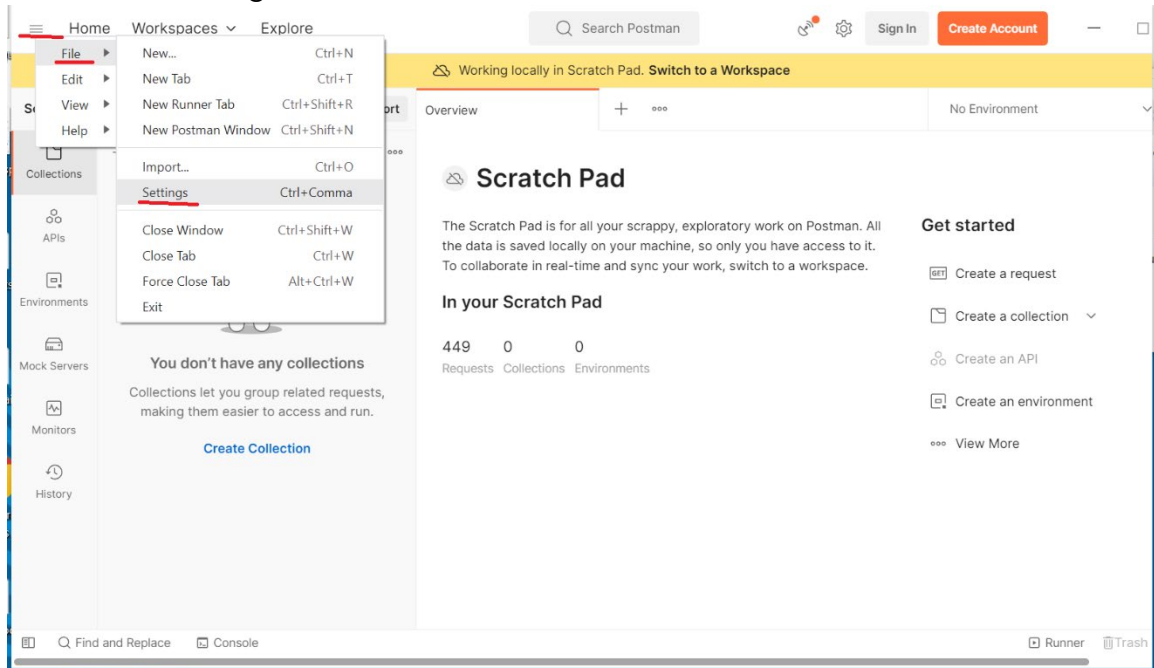 Home Workspaces Explore Search Postman Sign In Create Account
File
Edit
View
Help
New... Ctrl+N
New Tab Ctrl+T
New Runner Tab Ctrl+Shift+R
New Postman Window Ctrl+Shift+N
Import... Ctrl+O
Settings Ctrl+Comma
Close Window Ctrl+Shift+W
Close Tab Ctrl+W
Force Close Tab Alt+Ctrl+W
Exit
Working locally in Scratch Pad. Switch to a Workspace
Overview No Environment
Collections
APIs
Environments
Mock Servers
Monitors
History
You don't have any collections
Collections let you group related requests,
making them easier to access and run.
Create Collection
Scratch Pad
The Scratch Pad is for all your scrappy, exploratory work on Postman. All
the data is saved locally on your machine, so only you have access to it.
To collaborate in real-time and sync your work, switch to a workspace.
In your Scratch Pad
449 0 0
Requests Collections Environments
Get started
GET Create a request
Create a collection
Create an API
Create an environment
View More
Find and Replace Console Runner Trash